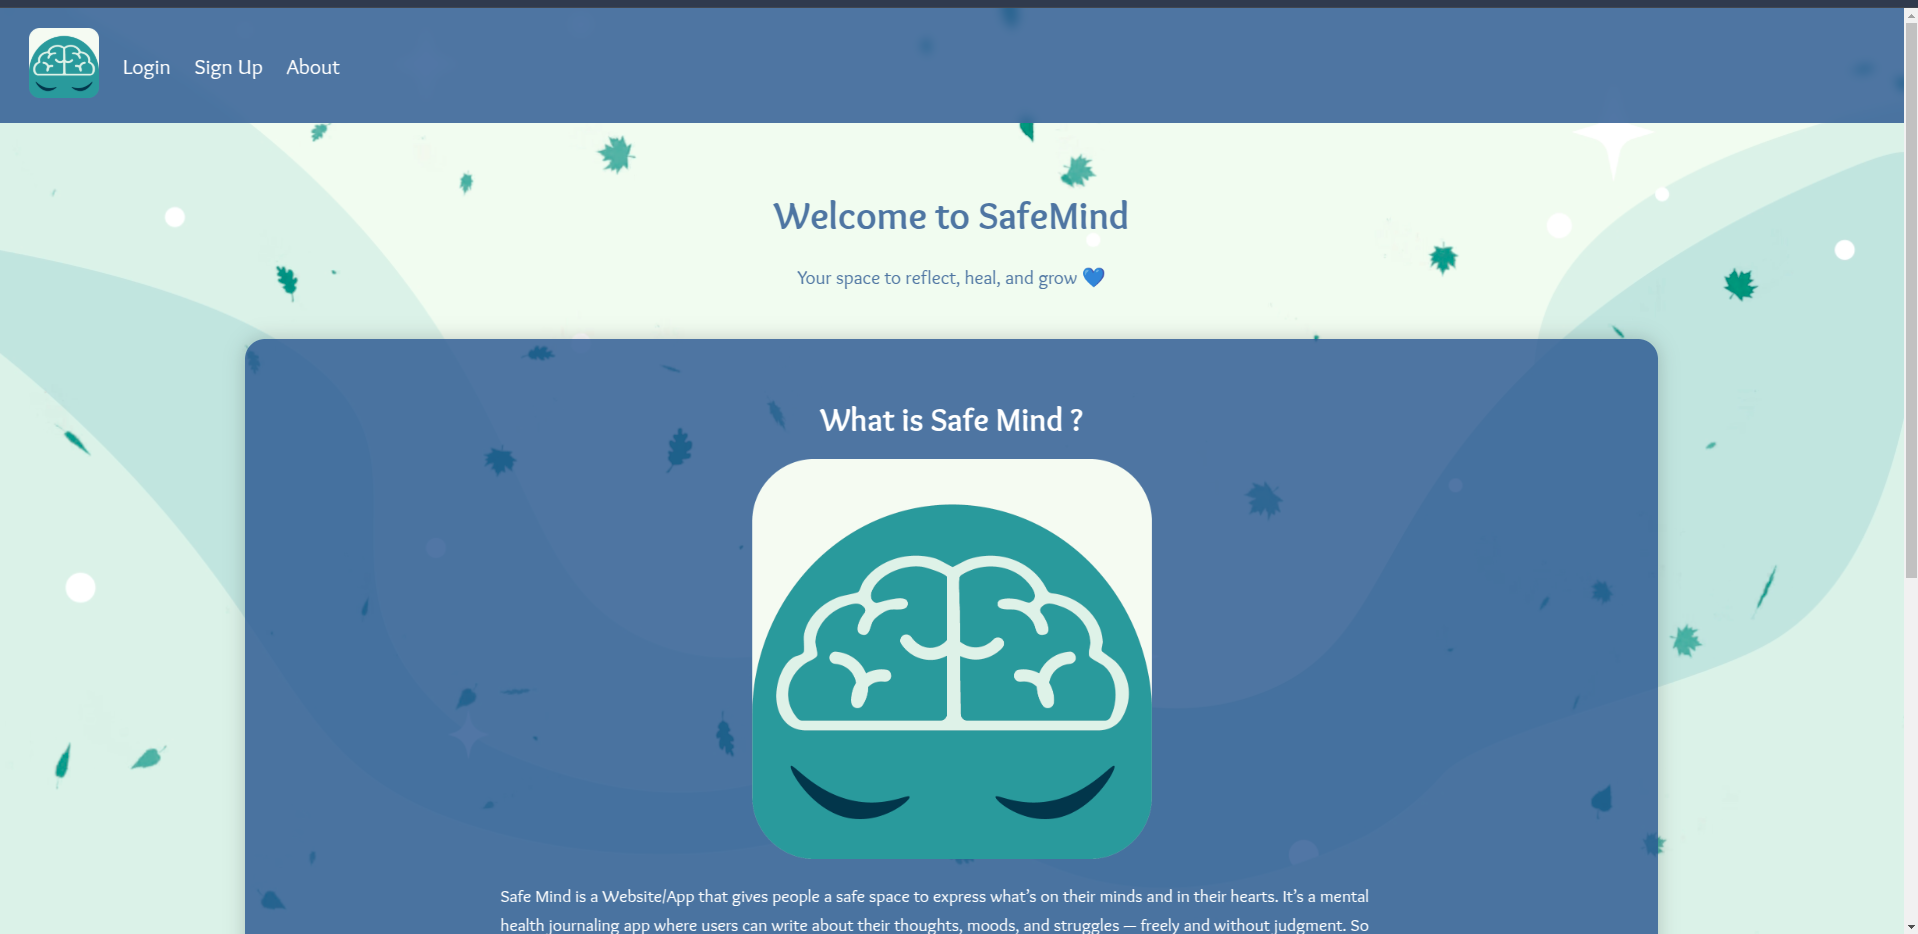 Login Sign Up About
Welcome to SafeMind
Your space to reflect, heal, and grow 💙
What is Safe Mind ?
Safe Mind is a Website/App that gives people a safe space to express what’s on their minds and in their hearts. It’s a mental
health journaling app where users can write about their thoughts, moods, and struggles — freely and without judgment. So